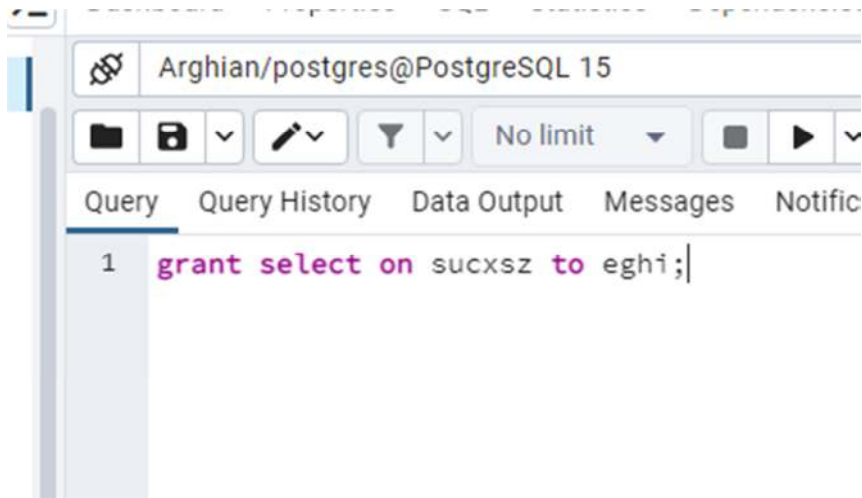 Arghian/postgres@PostgreSQL 15
No limit
Query Query History Data Output Messages Notific
1 grant select on sucxsz to eghi;